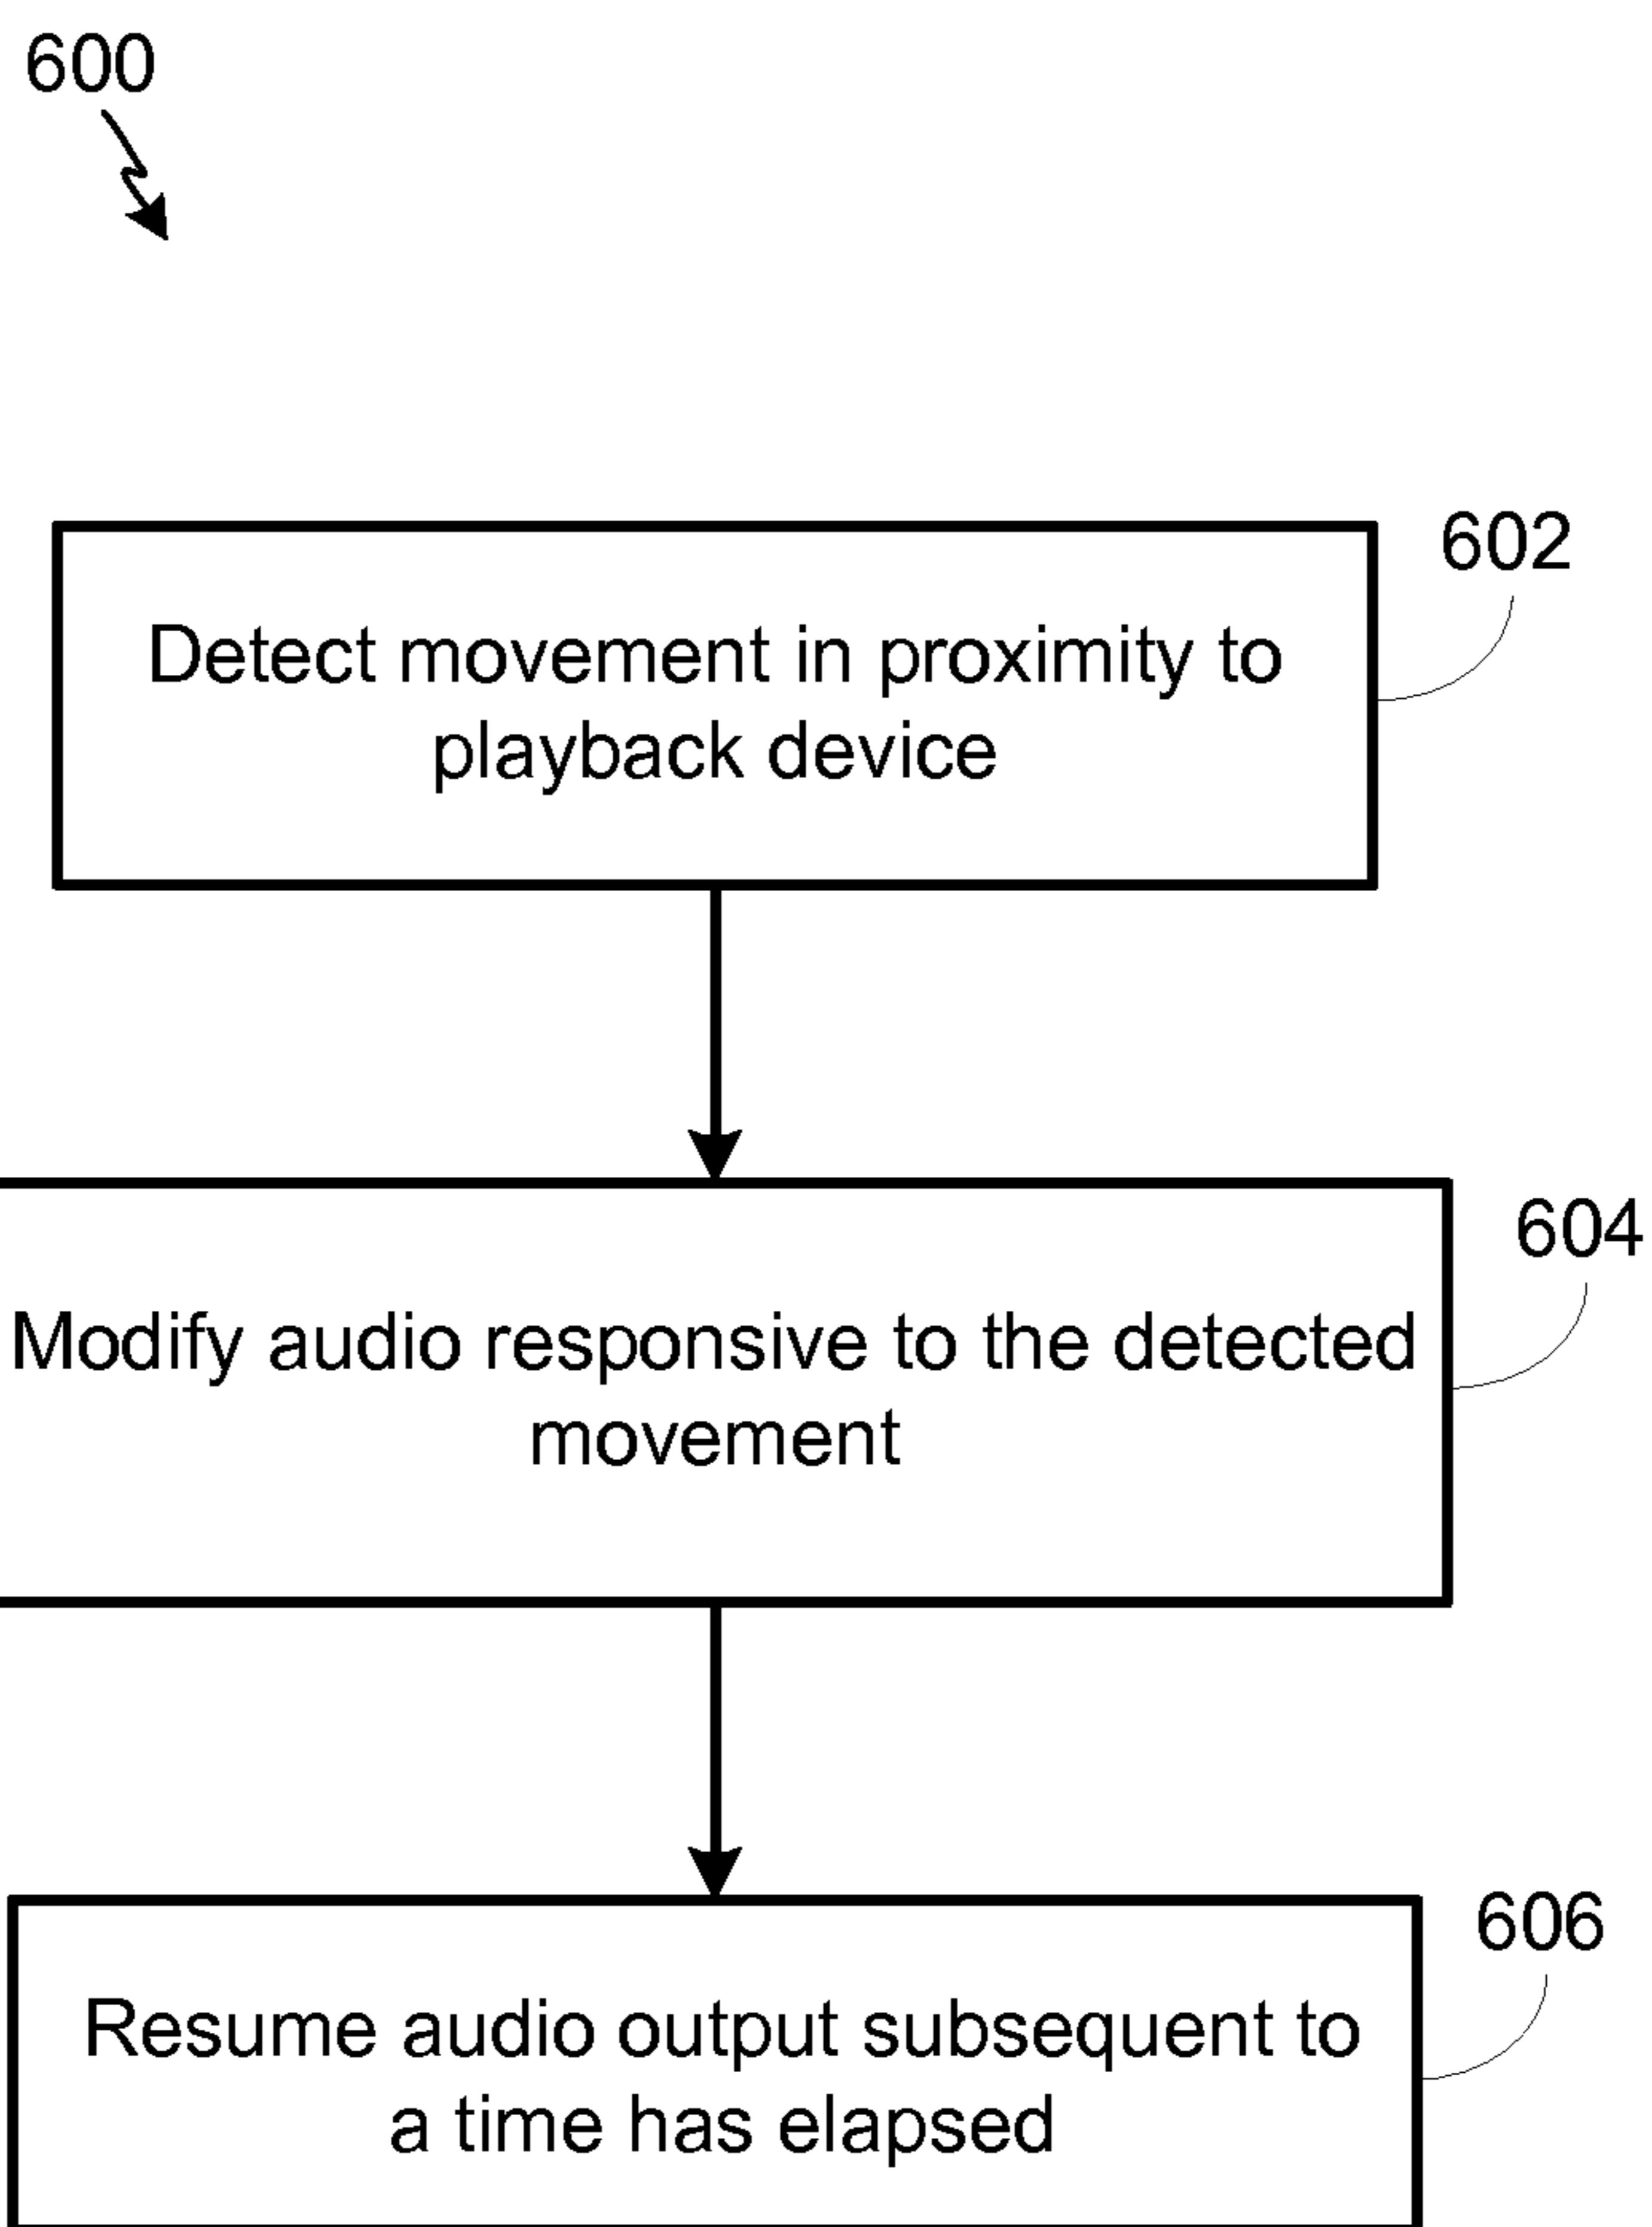 600
602
Detect movement in proximity to
playback device
604
Modify audio responsive to the detected
movement
606
Resume audio output subsequent to
a time has elapsed